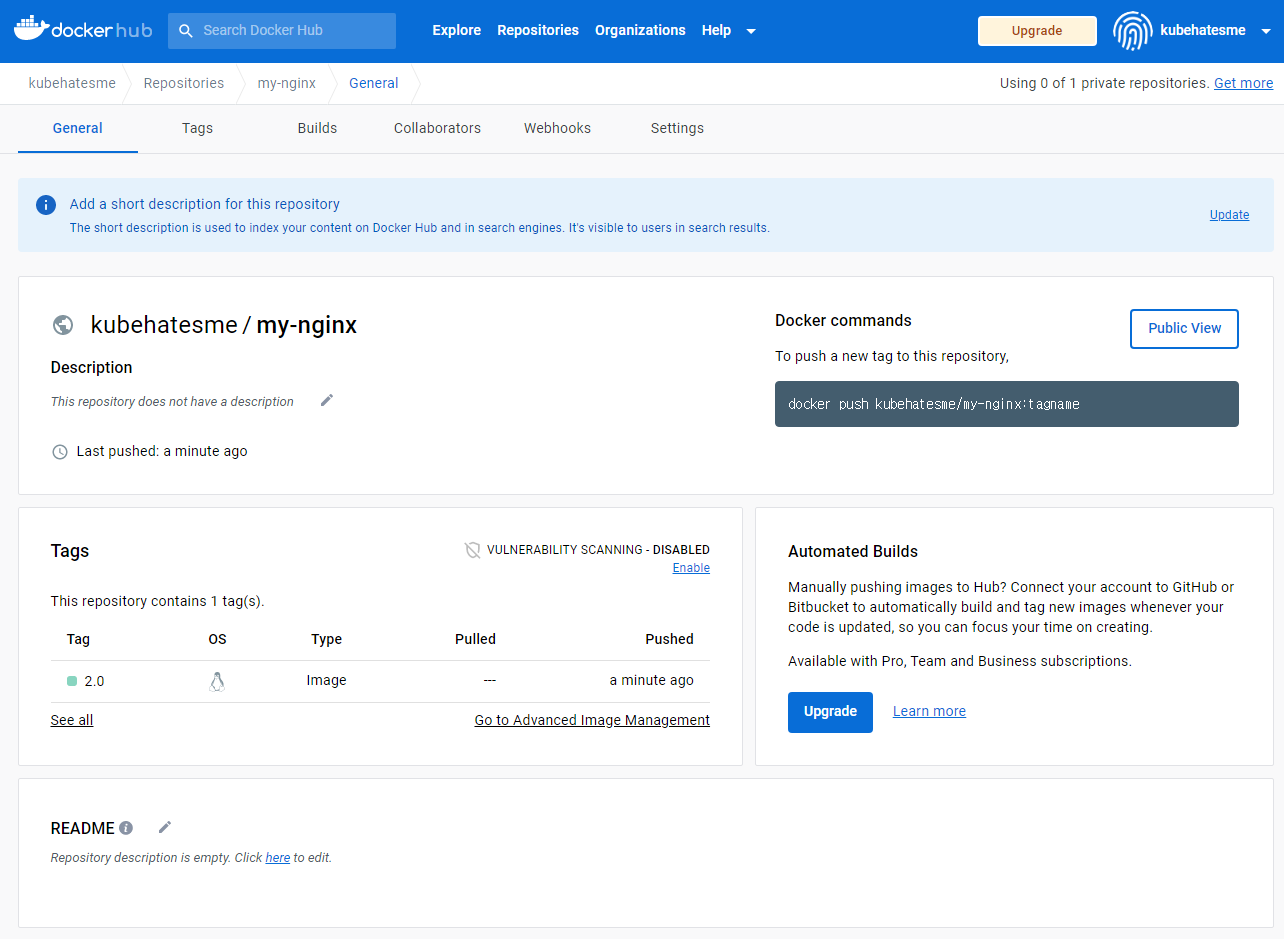 docker hub
Search Docker Hub
Explore Repositories Organizations Help
Upgrade
kubehatesme
kubehatesme Repositories my-nginx General
Using 0 of 1 private repositories. Get more
General Tags Builds Collaborators Webhooks Settings
Add a short description for this repository
The short description is used to index your content on Docker Hub and in search engines. It's visible to users in search results.
Update
kubehatesme / my-nginx
Description
This repository does not have a description
Last pushed: a minute ago
Docker commands
Public View
To push a new tag to this repository,
docker push kubehatesme/my-nginx:tagname
Tags
VULNERABILITY SCANNING - DISABLED
Enable
This repository contains 1 tag(s).
Tag OS Type Pulled Pushed
2.0 Image --- a minute ago
See all
Go to Advanced Image Management
Automated Builds
Manually pushing images to Hub? Connect your account to GitHub or
Bitbucket to automatically build and tag new images whenever your
code is updated, so you can focus your time on creating.
Available with Pro, Team and Business subscriptions.
Upgrade
Learn more
README
Repository description is empty. Click here to edit.